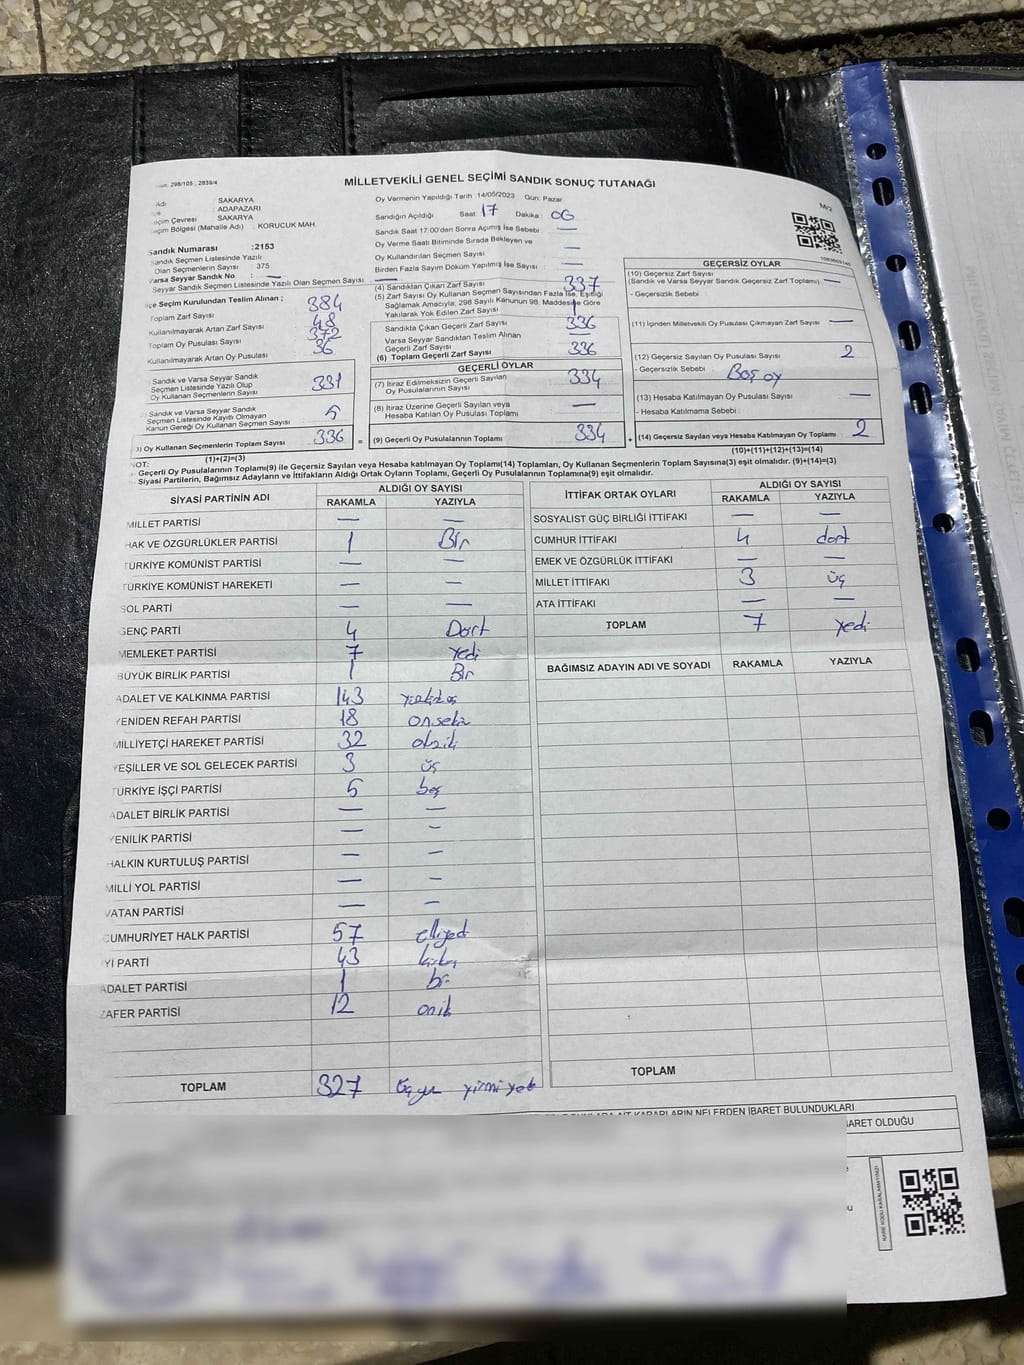 298/105 , 2839/4
MİLLETVEKİLİ GENEL SEÇİMİ SANDIK SONUÇ TUTANAĞI
M/2
Adı SAKARYA
ADAPAZARI
Seçim Çevresi SAKARYA
Seçim Bölgesi (Mahalle Adı) : KORUCUK MAH.
Oy Vermenin Yapıldığı Tarih 14/05/2023 Gün: Pazar
Sandığın Açıldığı Saat: 17 Dakika: 06
Sandık Saat 17:00'den Sonra Açılmış İse Sebebi : —
Oy Verme Saati Bitiminde Sırada Bekleyen ve
Oy Kullandırılan Seçmen Sayısı —
Birden Fazla Sayım Döküm Yapılmış İse Sayısı —
Sandık Numarası :2153
Sandık Seçmen Listesinde Yazılı
Olan Seçmenlerin Sayısı 375
Varsa Seyyar Sandık No : —
Seyyar Sandık Seçmen Listesinde Yazılı Olan Seçmen Sayısı: —
İlçe Seçim Kurulundan Teslim Alınan ;
Toplam Zarf Sayısı 384
Kullanılmayarak Artan Zarf Sayısı 48
Toplam Oy Pusulası Sayısı 372
Kullanılmayarak Artan Oy Pusulası 36
Sandık ve Varsa Seyyar Sandık
Seçmen Listesinde Yazılı Olup
Oy Kullanan Seçmenlerin Sayısı 331
Sandık ve Varsa Seyyar Sandık
Seçmen Listesinde Kayıtlı Olmayan
Kanun Gereği Oy Kullanan Seçmen Sayısı 5
3) Oy Kullanan Seçmenlerin Toplam Sayısı 336 =
(1)+(2)=(3)
(4) Sandıktan Çıkan Zarf Sayısı 337
(5) Zarf Sayısı Oy Kullanan Seçmen Sayısından Fazla İse, Eşitliği
Sağlamak Amacıyla; 298 Sayılı Kanunun 98. Maddesine Göre
Yakılarak Yok Edilen Zarf Sayısı 1
Sandıkta Çıkan Geçerli Zarf Sayısı 336
Varsa Seyyar Sandıktan Teslim Alınan
Geçerli Zarf Sayısı —
(6) Toplam Geçerli Zarf Sayısı 336
GEÇERLİ OYLAR
(7) İtiraz Edilmeksizin Geçerli Sayılan
Oy Pusulalarının Sayısı 334
(8) İtiraz Üzerine Geçerli Sayılan veya
Hesaba Katılan Oy Pusulası Toplamı —
(9) Geçerli Oy Pusulalarının Toplamı 334 +
GEÇERSİZ OYLAR
(10) Geçersiz Zarf Sayısı
(Sandık ve Varsa Seyyar Sandık Geçersiz Zarf Toplamı) —
- Geçersizlik Sebebi
(11) İçinden Milletvekili Oy Pusulası Çıkmayan Zarf Sayısı —
(12) Geçersiz Sayılan Oy Pusulası Sayısı 2
- Geçersizlik Sebebi Boş oy
(13) Hesaba Katılmayan Oy Pusulası Sayısı —
- Hesaba Katılmama Sebebi :
(14) Geçersiz Sayılan veya Hesaba Katılmayan Oy Pusulası Toplamı 2
(10)+(11)+(12)+(13)=(14)
NOT:
- Geçerli Oy Pusulalarının Toplamı(9) ile Geçersiz Sayılan veya Hesaba katılmayan Oy Toplamı(14) Toplamları, Oy Kullanan Seçmenlerin Toplam Sayısına(3) eşit olmalıdır. (9)+(14)=(3)
- Siyasi Partilerin, Bağımsız Adayların ve İttifakların Aldığı Ortak Oyların Toplamı, Geçerli Oy Pusulalarının Toplamına(9) eşit olmalıdır.
SİYASİ PARTİNİN ADI ALDIĞI OY SAYISI
RAKAMLA YAZIYLA
MİLLET PARTİSİ — —
HAK VE ÖZGÜRLÜKLER PARTİSİ 1 Bir
TÜRKİYE KOMÜNİST PARTİSİ — —
TÜRKİYE KOMÜNİST HAREKETİ — —
SOL PARTİ — —
GENÇ PARTİ 4 Dört
MEMLEKET PARTİSİ 7 Yedi
BÜYÜK BİRLİK PARTİSİ 1 Bir
ADALET VE KALKINMA PARTİSİ 143
YENİDEN REFAH PARTİSİ 18 onsekiz
MİLLİYETÇİ HAREKET PARTİSİ 32
YEŞİLLER VE SOL GELECEK PARTİSİ 3 üç
TÜRKİYE İŞÇİ PARTİSİ 5 beş
ADALET BİRLİK PARTİSİ — —
YENİLİK PARTİSİ — —
HALKIN KURTULUŞ PARTİSİ — —
MİLLİ YOL PARTİSİ — —
VATAN PARTİSİ — —
CUMHURİYET HALK PARTİSİ 57 elliyedi
İYİ PARTİ 43
ADALET PARTİSİ 1 bir
ZAFER PARTİSİ 12 oniki
TOPLAM 327
İTTİFAK ORTAK OYLARI ALDIĞI OY SAYISI
RAKAMLA YAZIYLA
SOSYALİST GÜÇ BİRLİĞİ İTTİFAKI — —
CUMHUR İTTİFAKI 4 dört
EMEK VE ÖZGÜRLÜK İTTİFAKI — —
MİLLET İTTİFAKI 3 üç
ATA İTTİFAKI — —
TOPLAM 7 yedi
BAĞIMSIZ ADAYIN ADI VE SOYADI RAKAMLA YAZIYLA
TOPLAM
KARARLARIN NELERDEN İBARET BULUNDUKLARI
İBARET OLDUĞU
KARE KODU KARALAMAYINIZ!